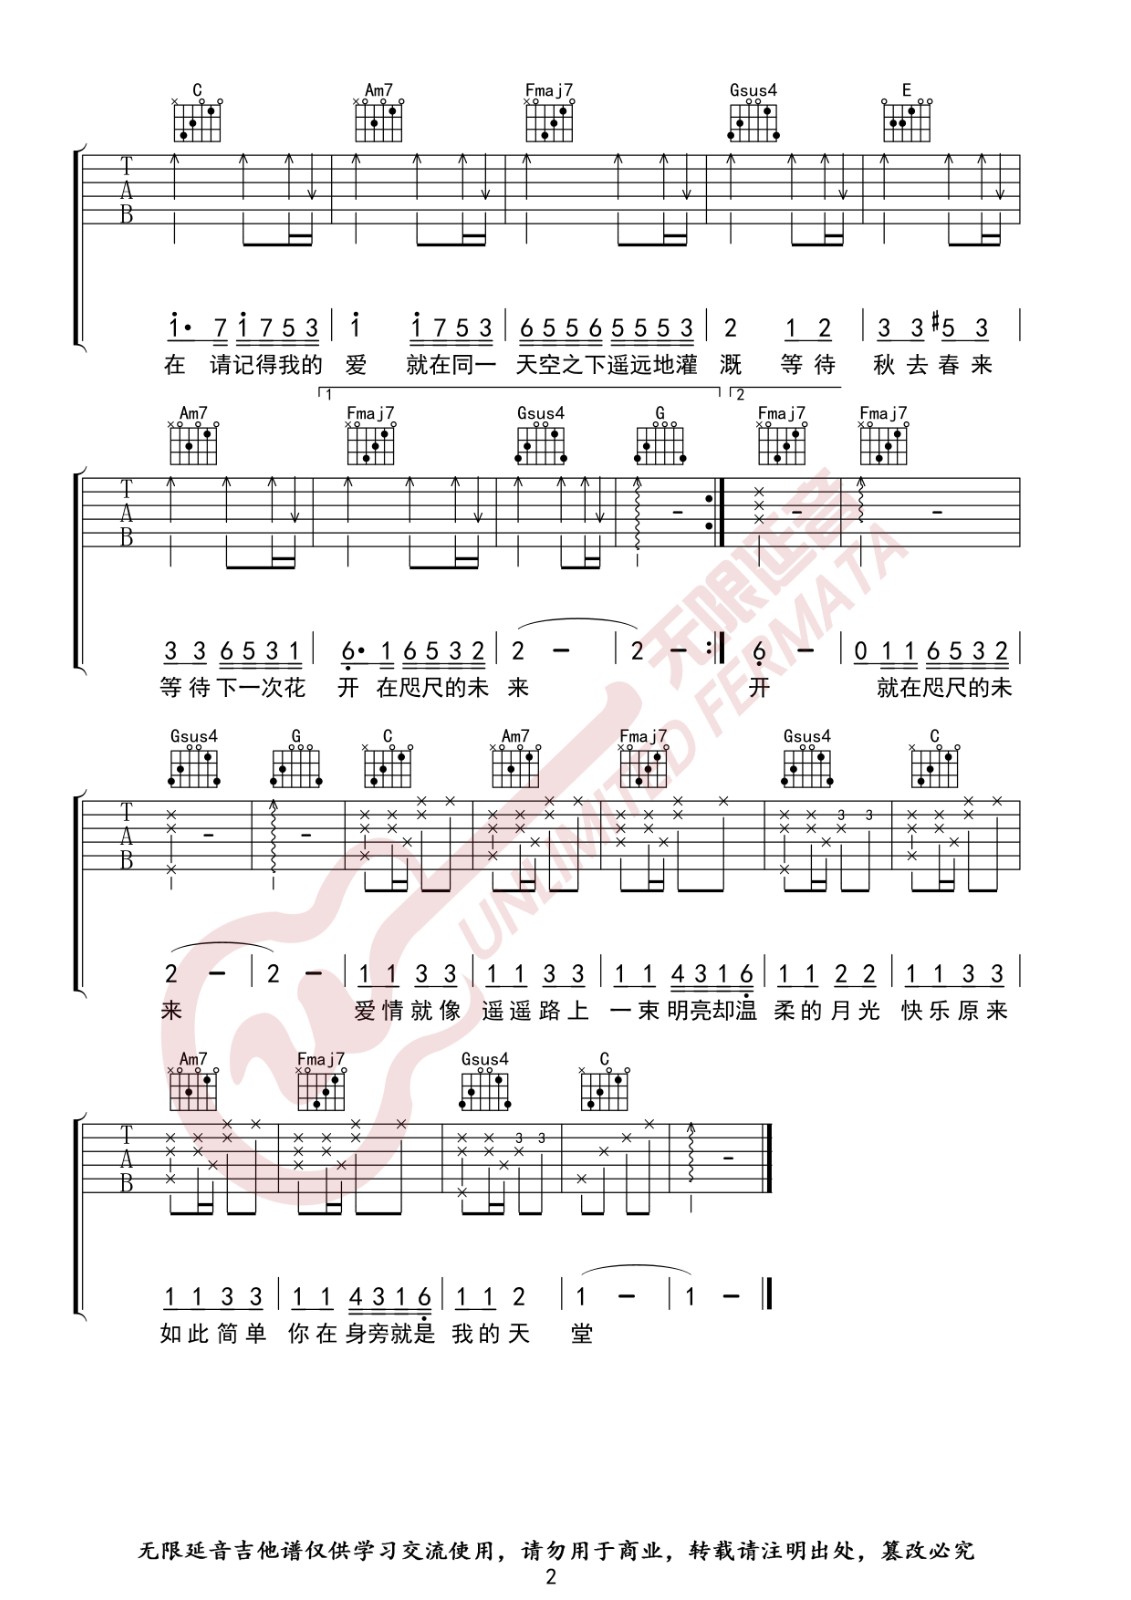 C Am7 Fmaj7 Gsus4 E
T
A
B
1· 7 1 7 5 3 1 1 7 5 3 6 5 5 6 5 5 5 3 2 1 2 3 3 #5 3
在 请记得我的 爱 就在同一 天空之下遥远地灌 溉 等待 秋去春来
1 2
Am7 Fmaj7 Gsus4 G Fmaj7 Fmaj7
T
A
B
3 3 6 5 3 1 6· 1 6 5 3 2 2 - 2 - 6 - 0 1 1 6 5 3 2
等待下一次花 开 在咫尺的未 来 开 就在咫尺的未
Gsus4 G C Am7 Fmaj7 Gsus4 C
3 3
T
A
B
2 - 2 - 1 1 3 3 1 1 3 3 1 1 4 3 1 6 1 1 2 2 1 1 3 3
来 爱情就像 遥遥路上 一束明亮却温 柔的月光 快乐原来
Am7 Fmaj7 Gsus4 C
3 3
T
A
B
1 1 3 3 1 1 4 3 1 6 1 1 2 1 - 1 -
如此简单 你在身旁就是 我的天 堂
无限延音
UNLIMITED FERMATA
无限延音吉他谱仅供学习交流使用，请勿用于商业，转载请注明出处，篡改必究
2